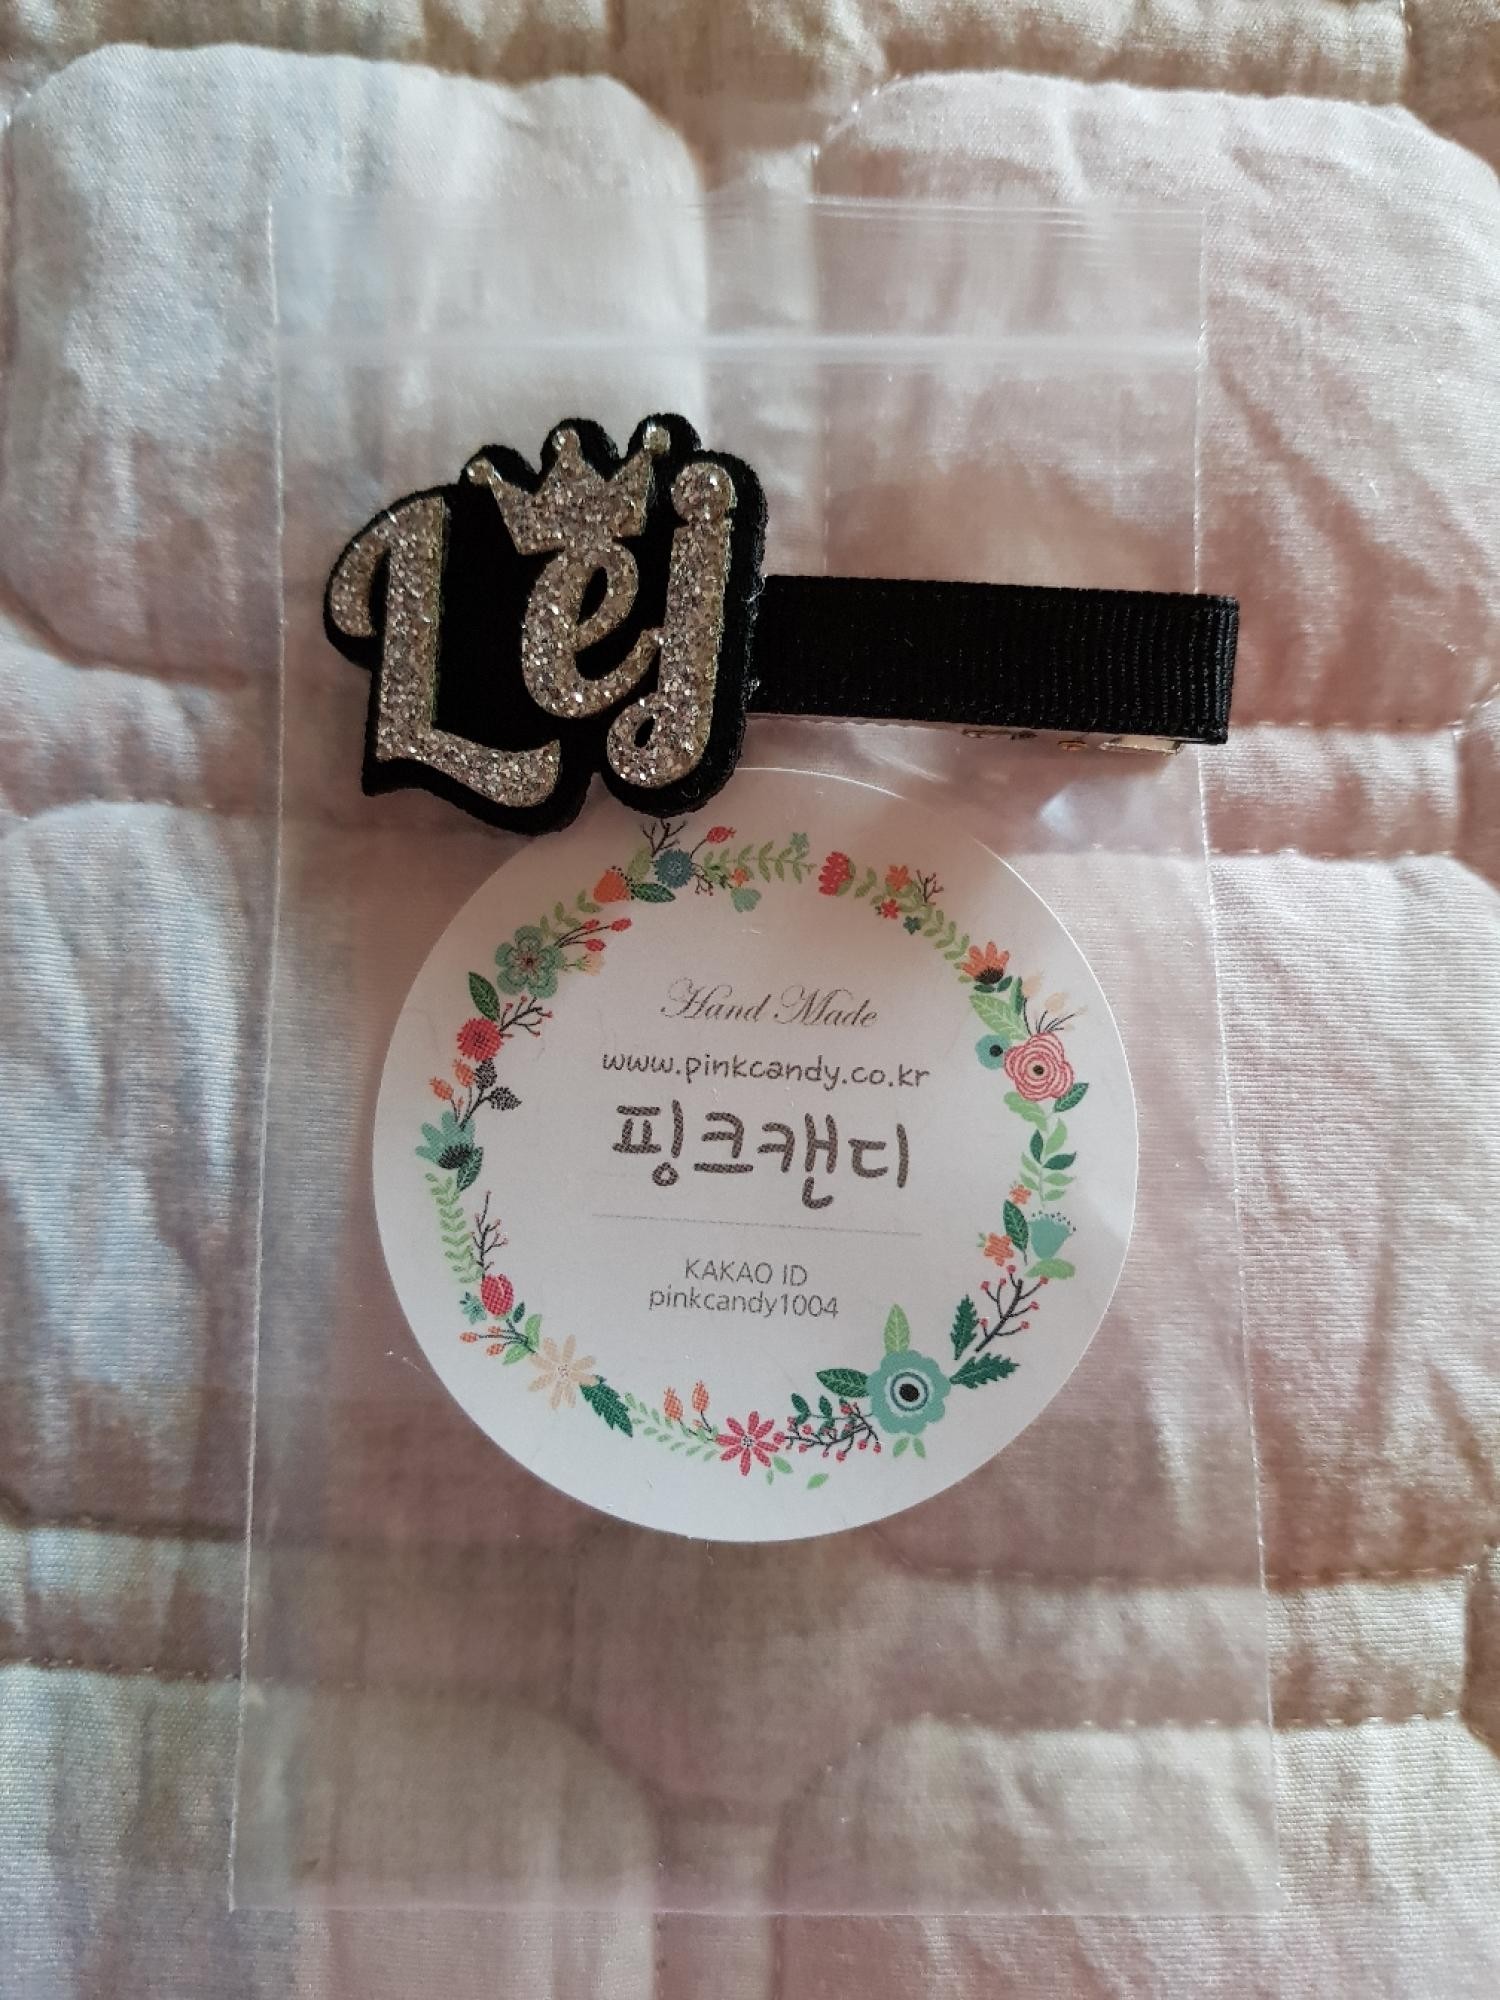 Lej
Hand Made
www.pinkcandy.co.kr
핑크캔디
KAKAO ID
pinkcandy1004